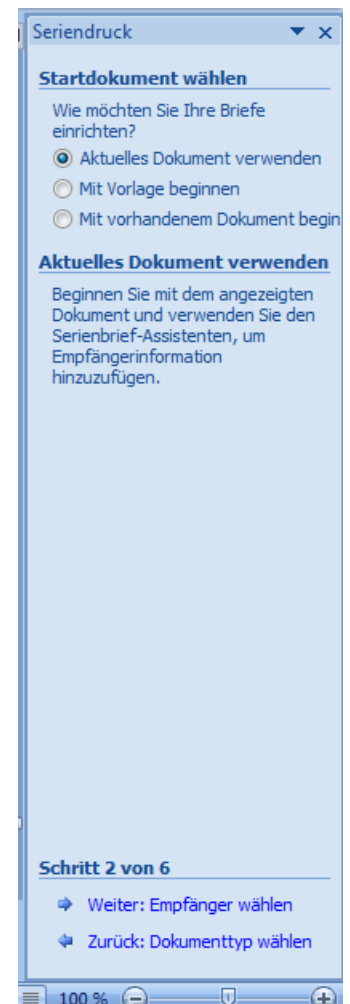 Seriendruck
Startdokument wählen
Wie möchten Sie Ihre Briefe
einrichten?
Aktuelles Dokument verwenden
Mit Vorlage beginnen
Mit vorhandenem Dokument begin
Aktuelles Dokument verwenden
Beginnen Sie mit dem angezeigten
Dokument und verwenden Sie den
Serienbrief-Assistenten, um
Empfängerinformation
hinzuzufügen.
Schritt 2 von 6
Weiter: Empfänger wählen
Zurück: Dokumenttyp wählen
100 %